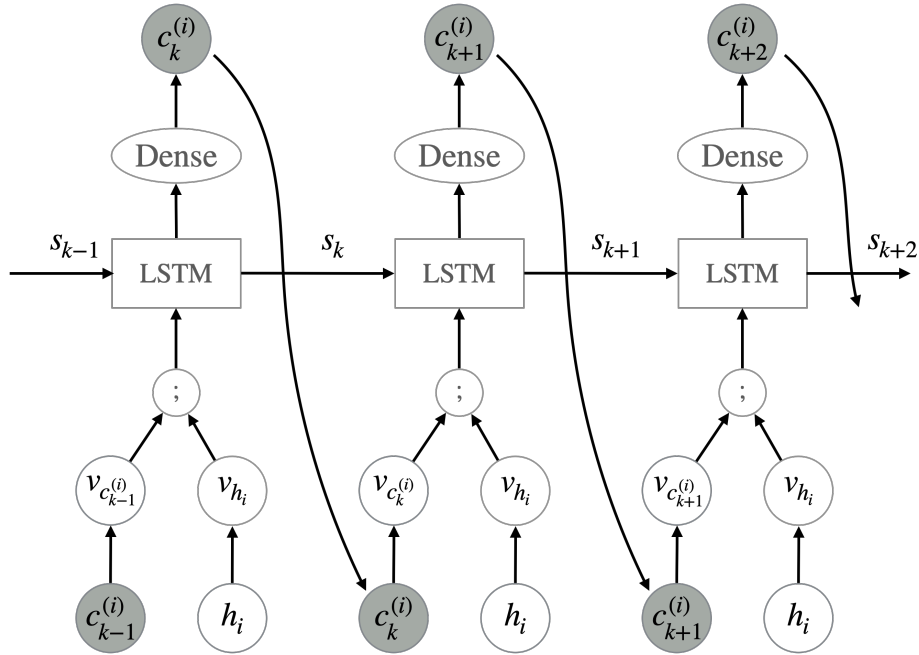 c_k^{(i)} c_{k+1}^{(i)} c_{k+2}^{(i)}
Dense Dense Dense
s_{k-1} s_k s_{k+1} s_{k+2}
LSTM LSTM LSTM
; ; ;
v_{c_{k-1}^{(i)}} v_{h_i} v_{c_k^{(i)}} v_{h_i} v_{c_{k+1}^{(i)}} v_{h_i}
c_{k-1}^{(i)} h_i c_k^{(i)} h_i c_{k+1}^{(i)} h_i